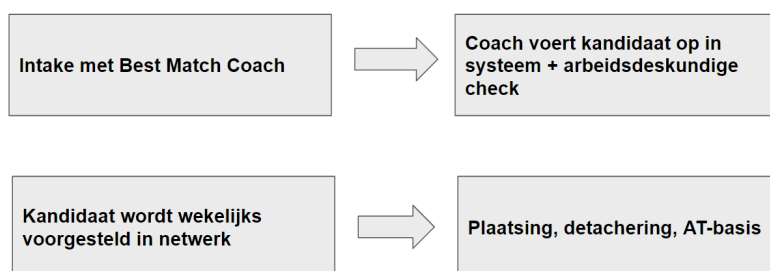 Intake met Best Match Coach
Coach voert kandidaat op in
systeem + arbeidsdeskundige
check
Kandidaat wordt wekelijks
voorgesteld in netwerk
Plaatsing, detachering, AT-basis